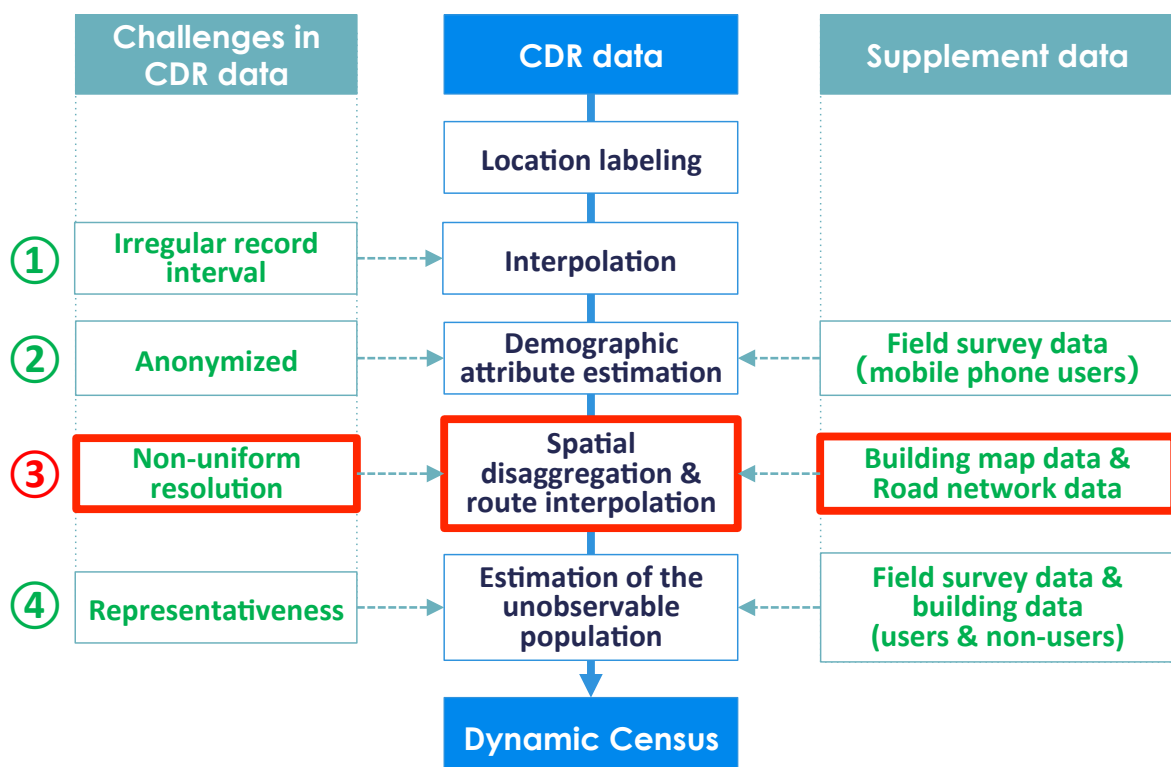 Challenges in
CDR data
CDR data
Supplement data
Location labeling
①
Irregular record
interval
Interpolation
②
Anonymized
Demographic
attribute estimation
Field survey data
(mobile phone users)
③
Non-uniform
resolution
Spatial
disaggregation &
route interpolation
Building map data &
Road network data
④
Representativeness
Estimation of the
unobservable
population
Field survey data &
building data
(users & non-users)
Dynamic Census